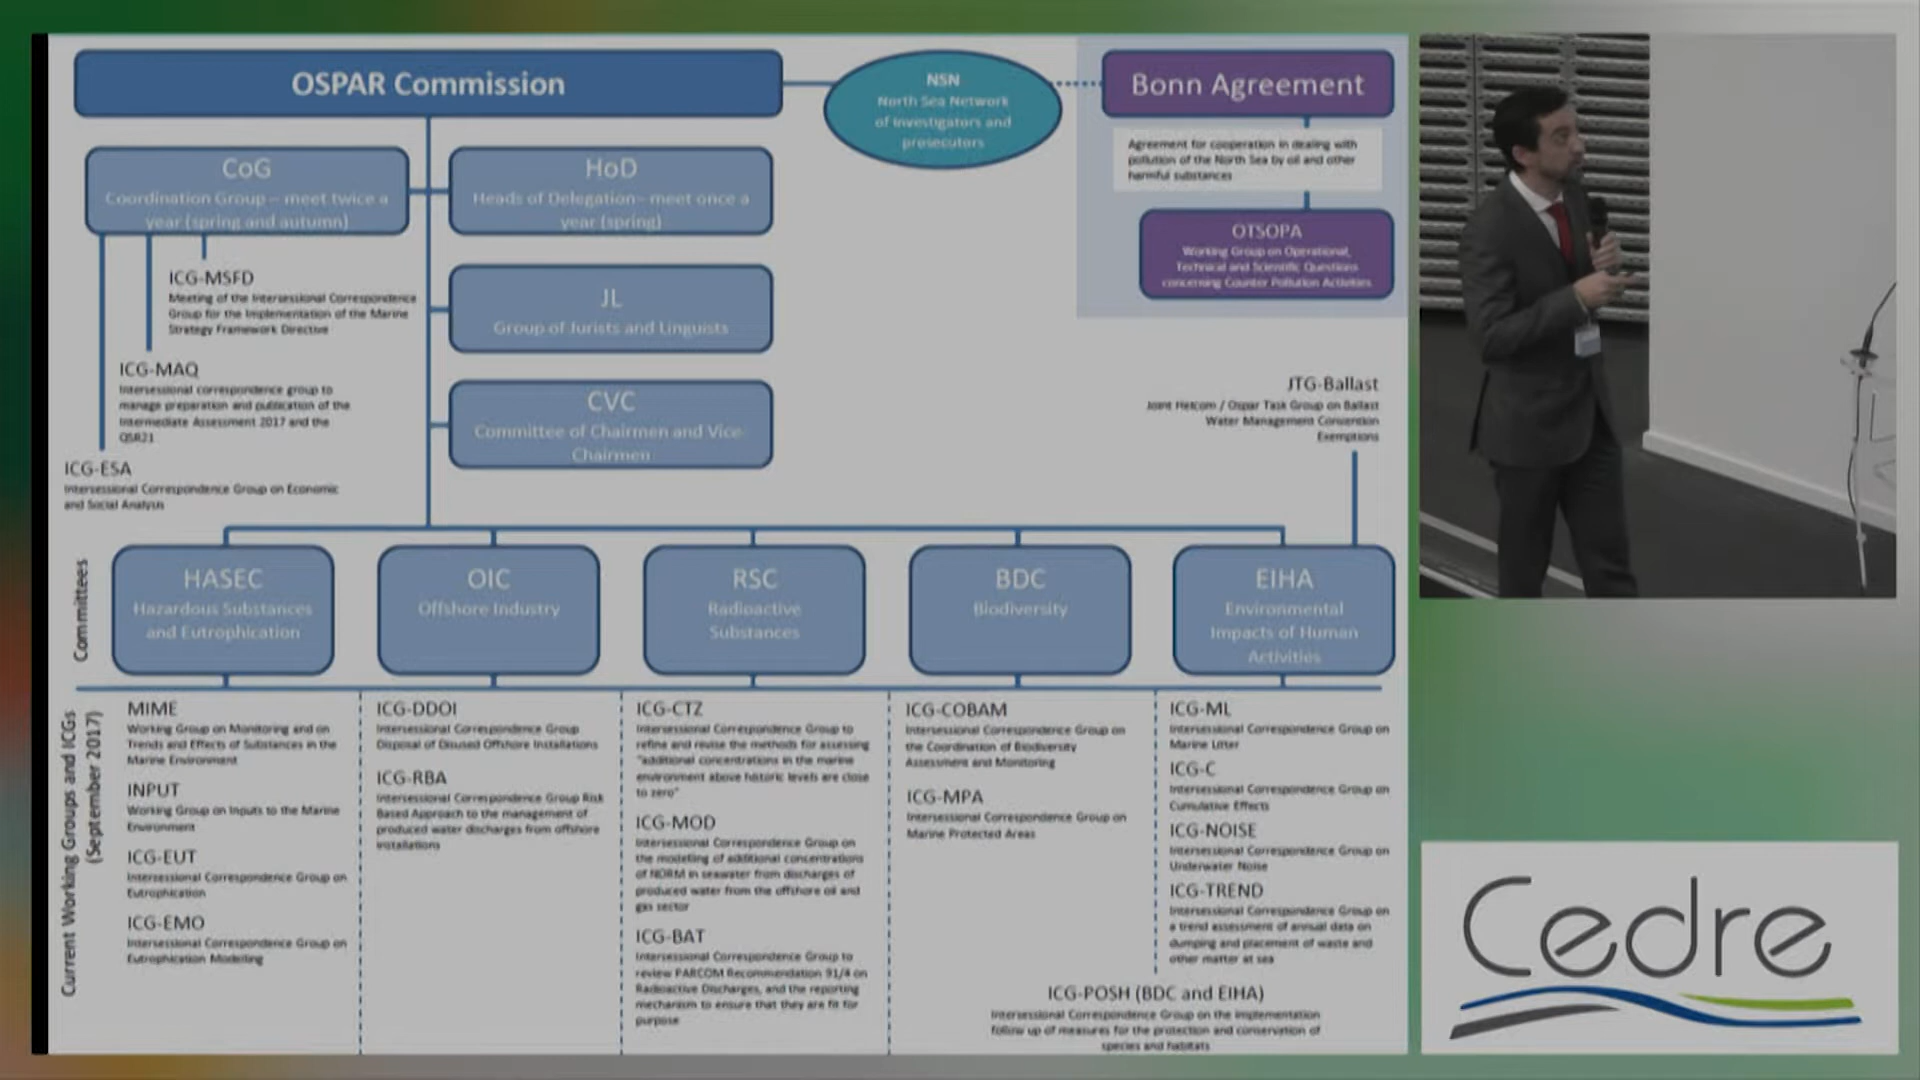 OSPAR Commission
NSN
North Sea Network
of investigators and
prosecutors
Bonn Agreement
Agreement for cooperation in dealing with
pollution of the North Sea by oil and other
harmful substances
OTSOPA
Working Group on Operational,
Technical and Scientific Questions
concerning Counter Pollution Activities
CoG
Coordination Group – meet twice a
year (spring and autumn)
HoD
Heads of Delegation– meet once a
year (spring)
JL
Group of Jurists and Linguists
CVC
Committee of Chairmen and Vice-
Chairmen
ICG-MSFD
Meeting of the Intersessional Correspondence
Group for the Implementation of the Marine
Strategy Framework Directive
ICG-MAQ
Intersessional correspondence group to
manage preparation and publication of the
Intermediate Assessment 2017 and the
QSR21
ICG-ESA
Intersessional Correspondence Group on Economic
and Social Analysis
JTG-Ballast
Joint Helcom / Ospar Task Group on Ballast
Water Management Convention
Exemptions
Committees
HASEC
Hazardous Substances
and Eutrophication
OIC
Offshore Industry
RSC
Radioactive
Substances
BDC
Biodiversity
EIHA
Environmental
Impacts of Human
Activities
Current Working Groups and ICGs
(September 2017)
MIME
Working Group on Monitoring and on
Trends and Effects of Substances in the
Marine Environment
INPUT
Working Group on Inputs to the Marine
Environment
ICG-EUT
Intersessional Correspondence Group on
Eutrophication
ICG-EMO
Intersessional Correspondence Group on
Eutrophication Modelling
ICG-DDOI
Intersessional Correspondence Group
Disposal of Disused Offshore Installations
ICG-RBA
Intersessional Correspondence Group Risk
Based Approach to the management of
produced water discharges from offshore
installations
ICG-CTZ
Intersessional Correspondence Group to
refine and revise the methods for assessing
"additional concentrations in the marine
environment above historic levels are close
to zero"
ICG-MOD
Intersessional Correspondence Group on
the modelling of additional concentrations
of NORM in seawater from discharges of
produced water from the offshore oil and
gas sector
ICG-BAT
Intersessional Correspondence Group to
review PARCOM Recommendation 91/4 on
Radioactive Discharges, and the reporting
mechanism to ensure that they are fit for
purpose
ICG-COBAM
Intersessional Correspondence Group on
the Coordination of Biodiversity
Assessment and Monitoring
ICG-MPA
Intersessional Correspondence Group on
Marine Protected Areas
ICG-ML
Intersessional Correspondence Group on
Marine Litter
ICG-C
Intersessional Correspondence Group on
Cumulative Effects
ICG-NOISE
Intersessional Correspondence Group on
Underwater Noise
ICG-TREND
Intersessional Correspondence Group on
a trend assessment of annual data on
dumping and placement of waste and
other matter at sea
ICG-POSH (BDC and EIHA)
Intersessional Correspondence Group on the implementation
follow up of measures for the protection and conservation of
species and habitats
Cedre